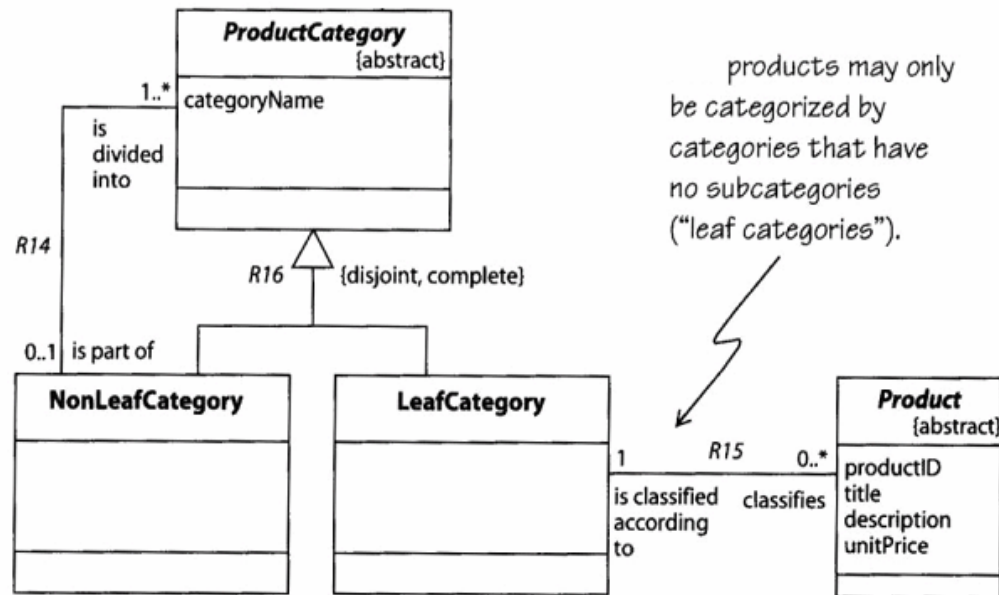 ProductCategory
{abstract}
categoryName
1..*
is
divided
into
R14
0..1
is part of
R16
{disjoint, complete}
products may only
be categorized by
categories that have
no subcategories
("leaf categories").
NonLeafCategory
LeafCategory
1
R15
0..*
is classified
according
to
classifies
Product
{abstract}
productID
title
description
unitPrice